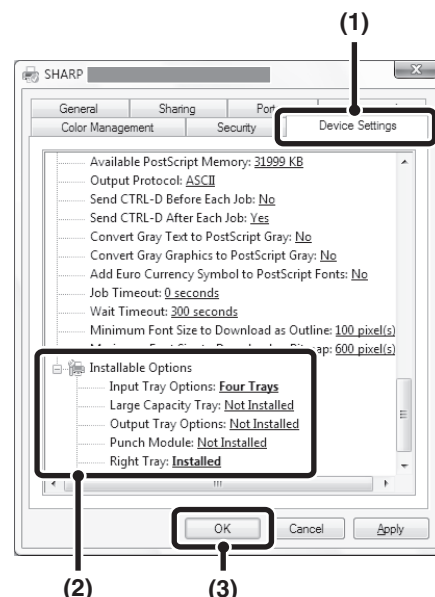 (1)
SHARP
General Sharing Port
Color Management Security Device Settings
Available PostScript Memory: 31999 KB
Output Protocol: ASCII
Send CTRL-D Before Each Job: No
Send CTRL-D After Each Job: Yes
Convert Gray Text to PostScript Gray: No
Convert Gray Graphics to PostScript Gray: No
Add Euro Currency Symbol to PostScript Fonts: No
Job Timeout: 0 seconds
Wait Timeout: 300 seconds
Minimum Font Size to Download as Outline: 100 pixel(s)
600 pixel(s)
Installable Options
Input Tray Options: Four Trays
Large Capacity Tray: Not Installed
Output Tray Options: Not Installed
Punch Module: Not Installed
Right Tray: Installed
OK Cancel Apply
(2) (3)